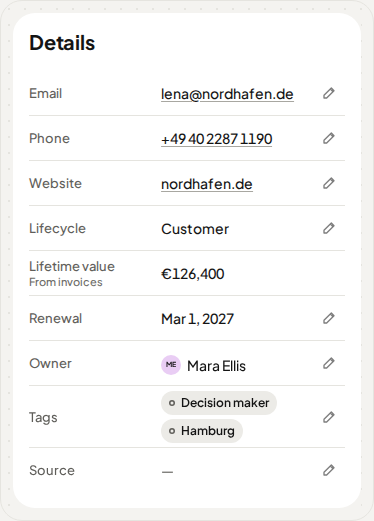 Details
Email lena@nordhafen.de
Phone +49 40 2287 1190
Website nordhafen.de
Lifecycle Customer
Lifetime value €126,400
From invoices
Renewal Mar 1, 2027
Owner ME Mara Ellis
Tags Decision maker
Hamburg
Source —